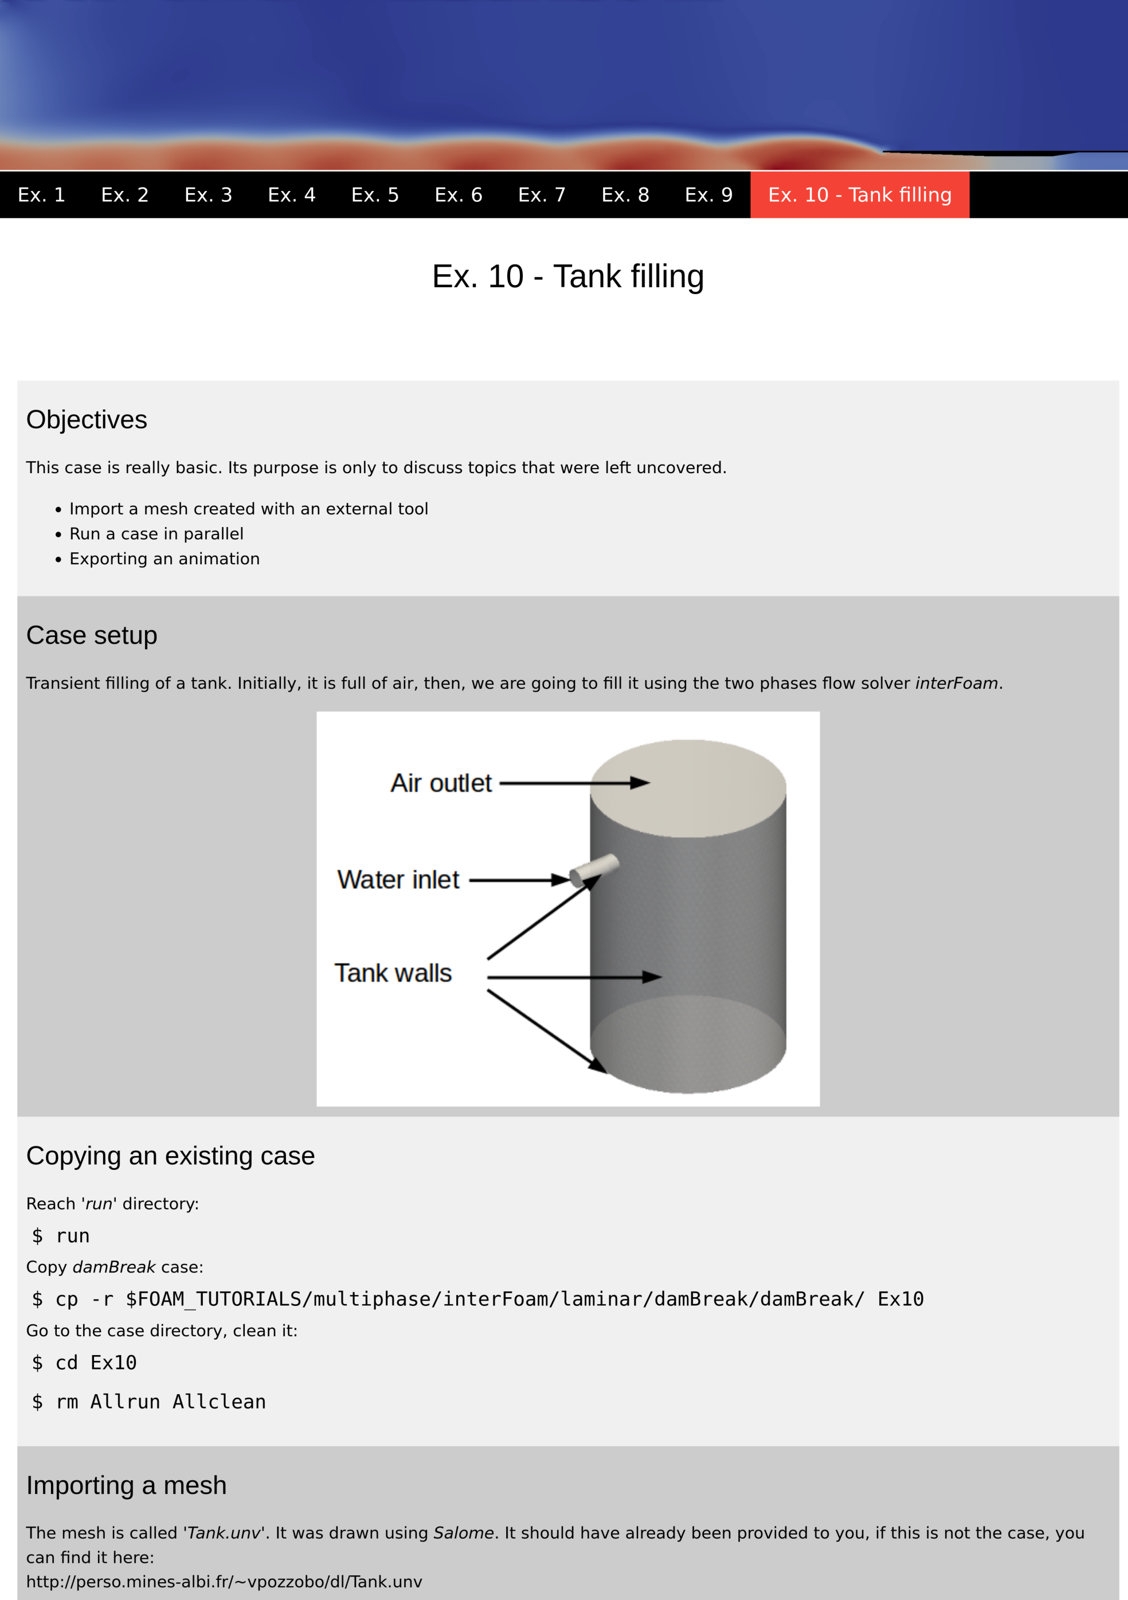 Ex. 1 Ex. 2 Ex. 3 Ex. 4 Ex. 5 Ex. 6 Ex. 7 Ex. 8 Ex. 9 Ex. 10 - Tank filling
Ex. 10 - Tank filling
Objectives
This case is really basic. Its purpose is only to discuss topics that were left uncovered.
• Import a mesh created with an external tool
• Run a case in parallel
• Exporting an animation
Case setup
Transient filling of a tank. Initially, it is full of air, then, we are going to fill it using the two phases flow solver interFoam.
Air outlet
Water inlet
Tank walls
Copying an existing case
Reach 'run' directory:
$ run
Copy damBreak case:
$ cp -r $FOAM_TUTORIALS/multiphase/interFoam/laminar/damBreak/damBreak/ Ex10
Go to the case directory, clean it:
$ cd Ex10
$ rm Allrun Allclean
Importing a mesh
The mesh is called 'Tank.unv'. It was drawn using Salome. It should have already been provided to you, if this is not the case, you
can find it here:
http://perso.mines-albi.fr/~vpozzobo/dl/Tank.unv